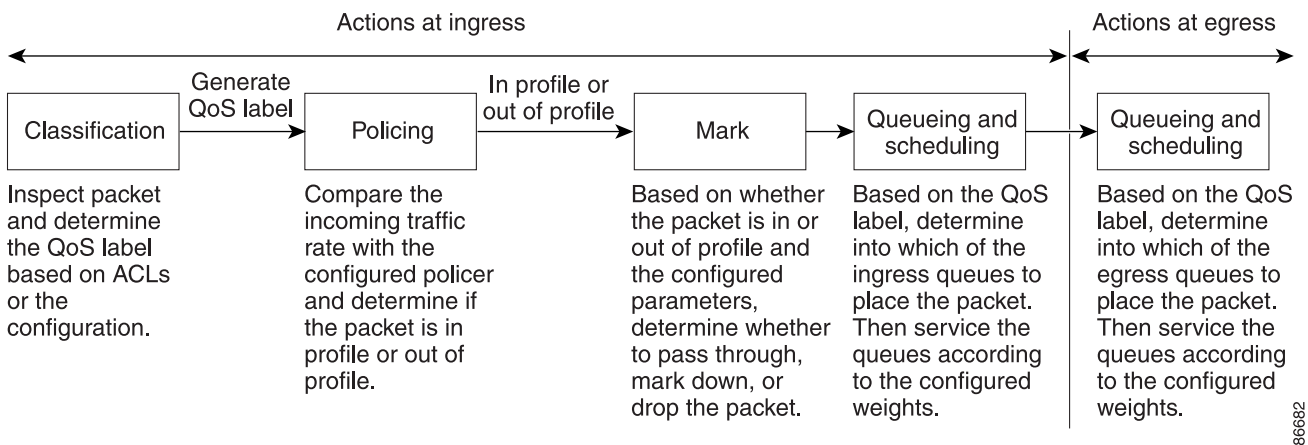 Actions at ingress
Actions at egress
Generate
QoS label
In profile or
out of profile
Classification
Policing
Mark
Queueing and
scheduling
Queueing and
scheduling
Inspect packet
and determine
the QoS label
based on ACLs
or the
configuration.
Compare the
incoming traffic
rate with the
configured policer
and determine if
the packet is in
profile or out of
profile.
Based on whether
the packet is in or
out of profile and
the configured
parameters,
determine whether
to pass through,
mark down, or
drop the packet.
Based on the QoS
label, determine
into which of the
ingress queues to
place the packet.
Then service the
queues according
to the configured
weights.
Based on the QoS
label, determine
into which of the
egress queues to
place the packet.
Then service the
queues according
to the configured
weights.
86682